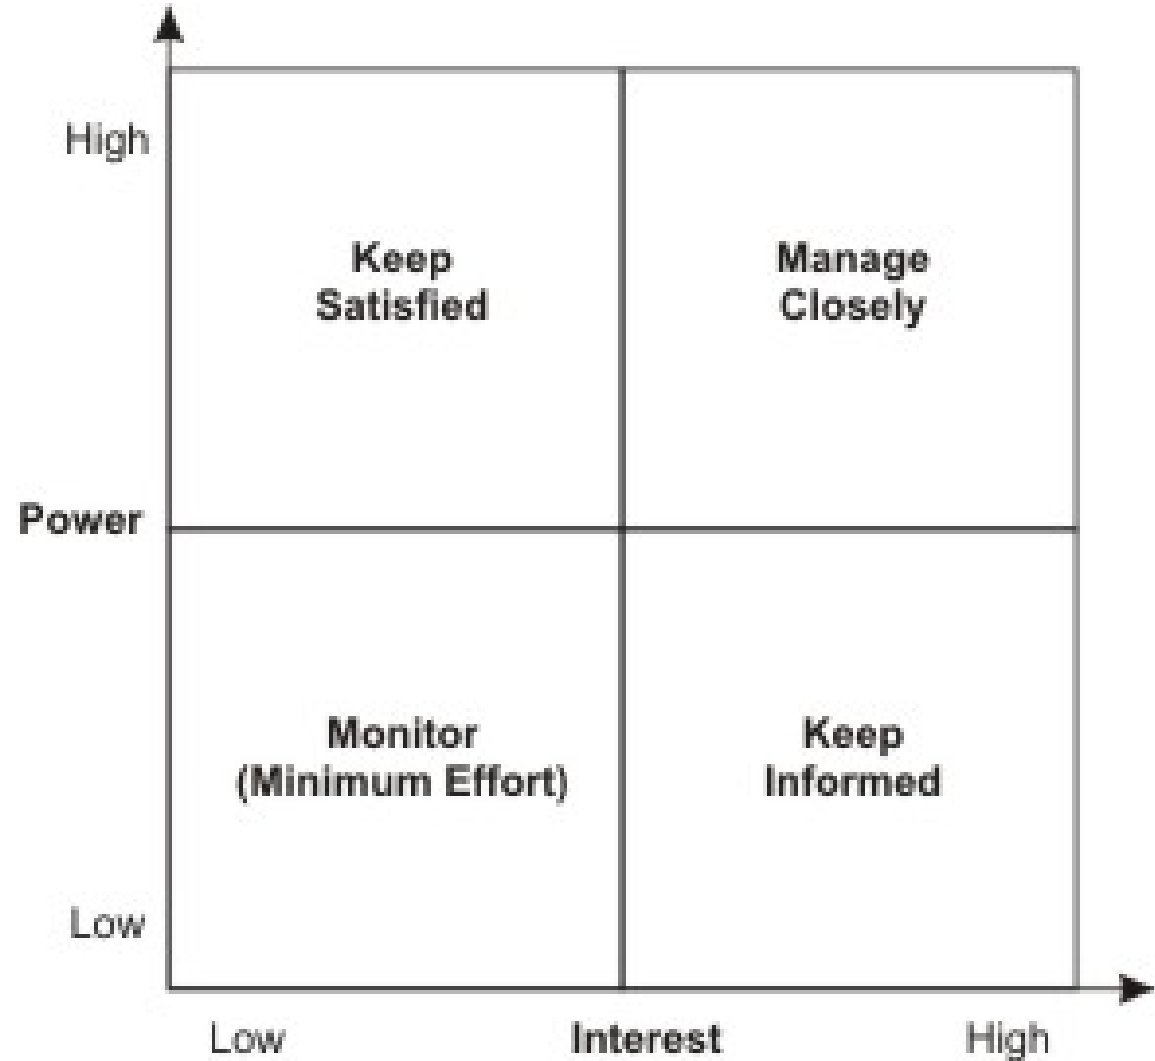 High
Keep
Satisfied
Manage
Closely
Power
Monitor
(Minimum Effort)
Keep
Informed
Low
Low
Interest
High